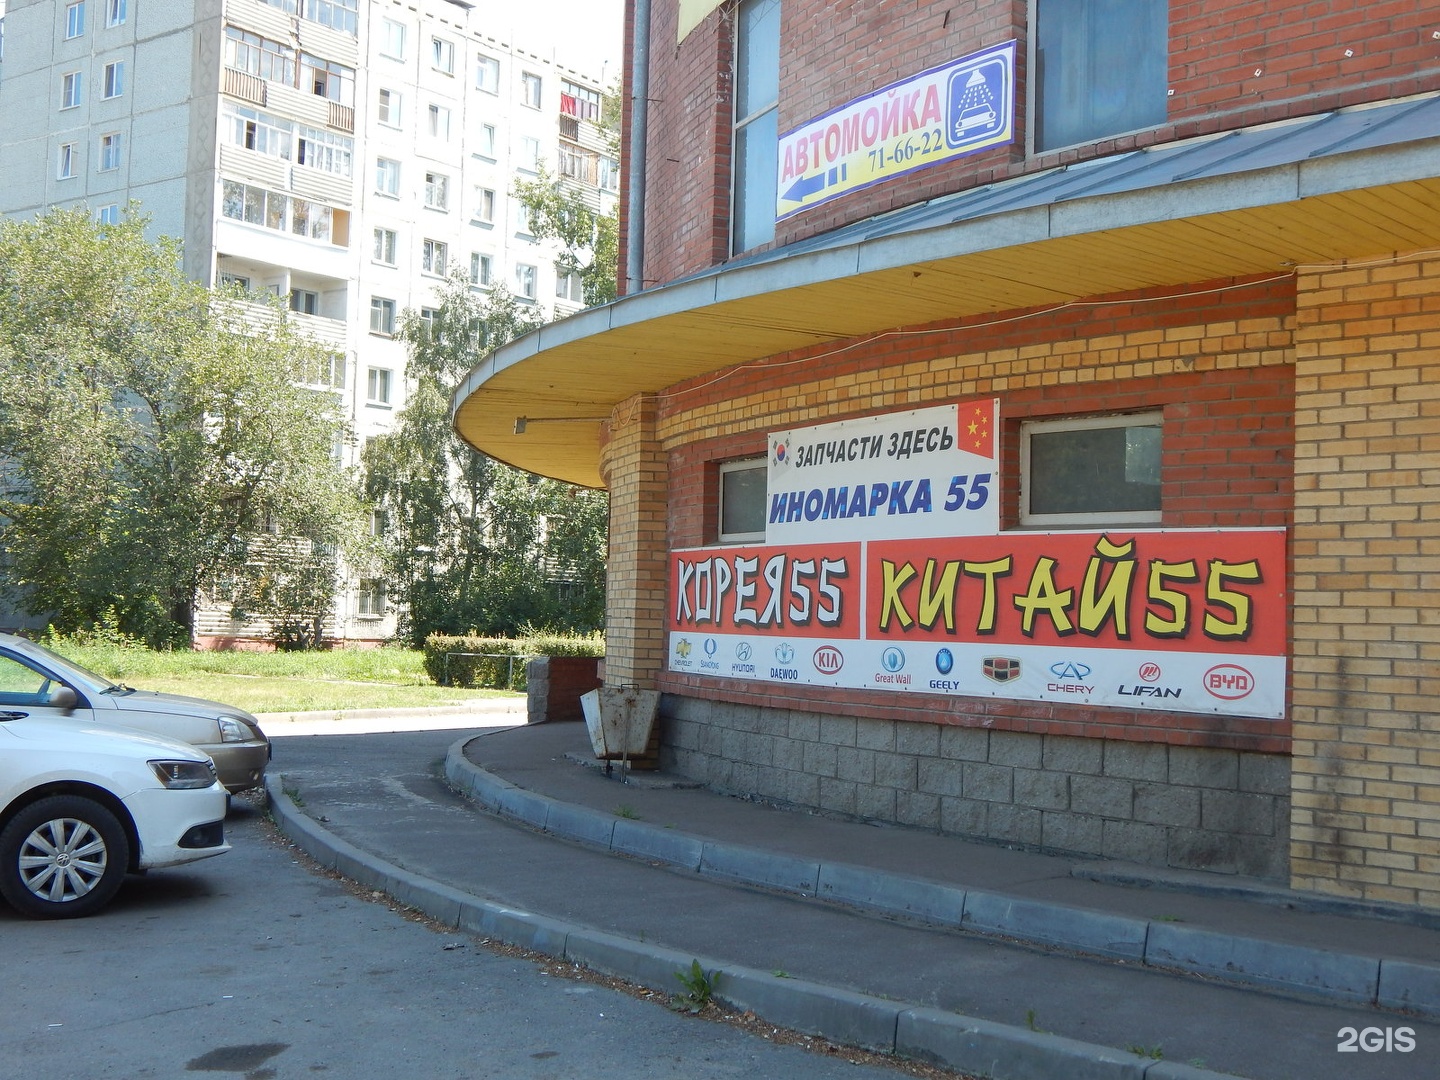 АВТОМОЙКА
71-66-22
ЗАПЧАСТИ ЗДЕСЬ
ИНОМАРКА 55
КОРЕЯ55 КИТАЙ55
CHEVROLET SSANGYONG HYUNDAI DAEWOO KIA Great Wall GEELY CHERY LIFAN BYD
2GIS